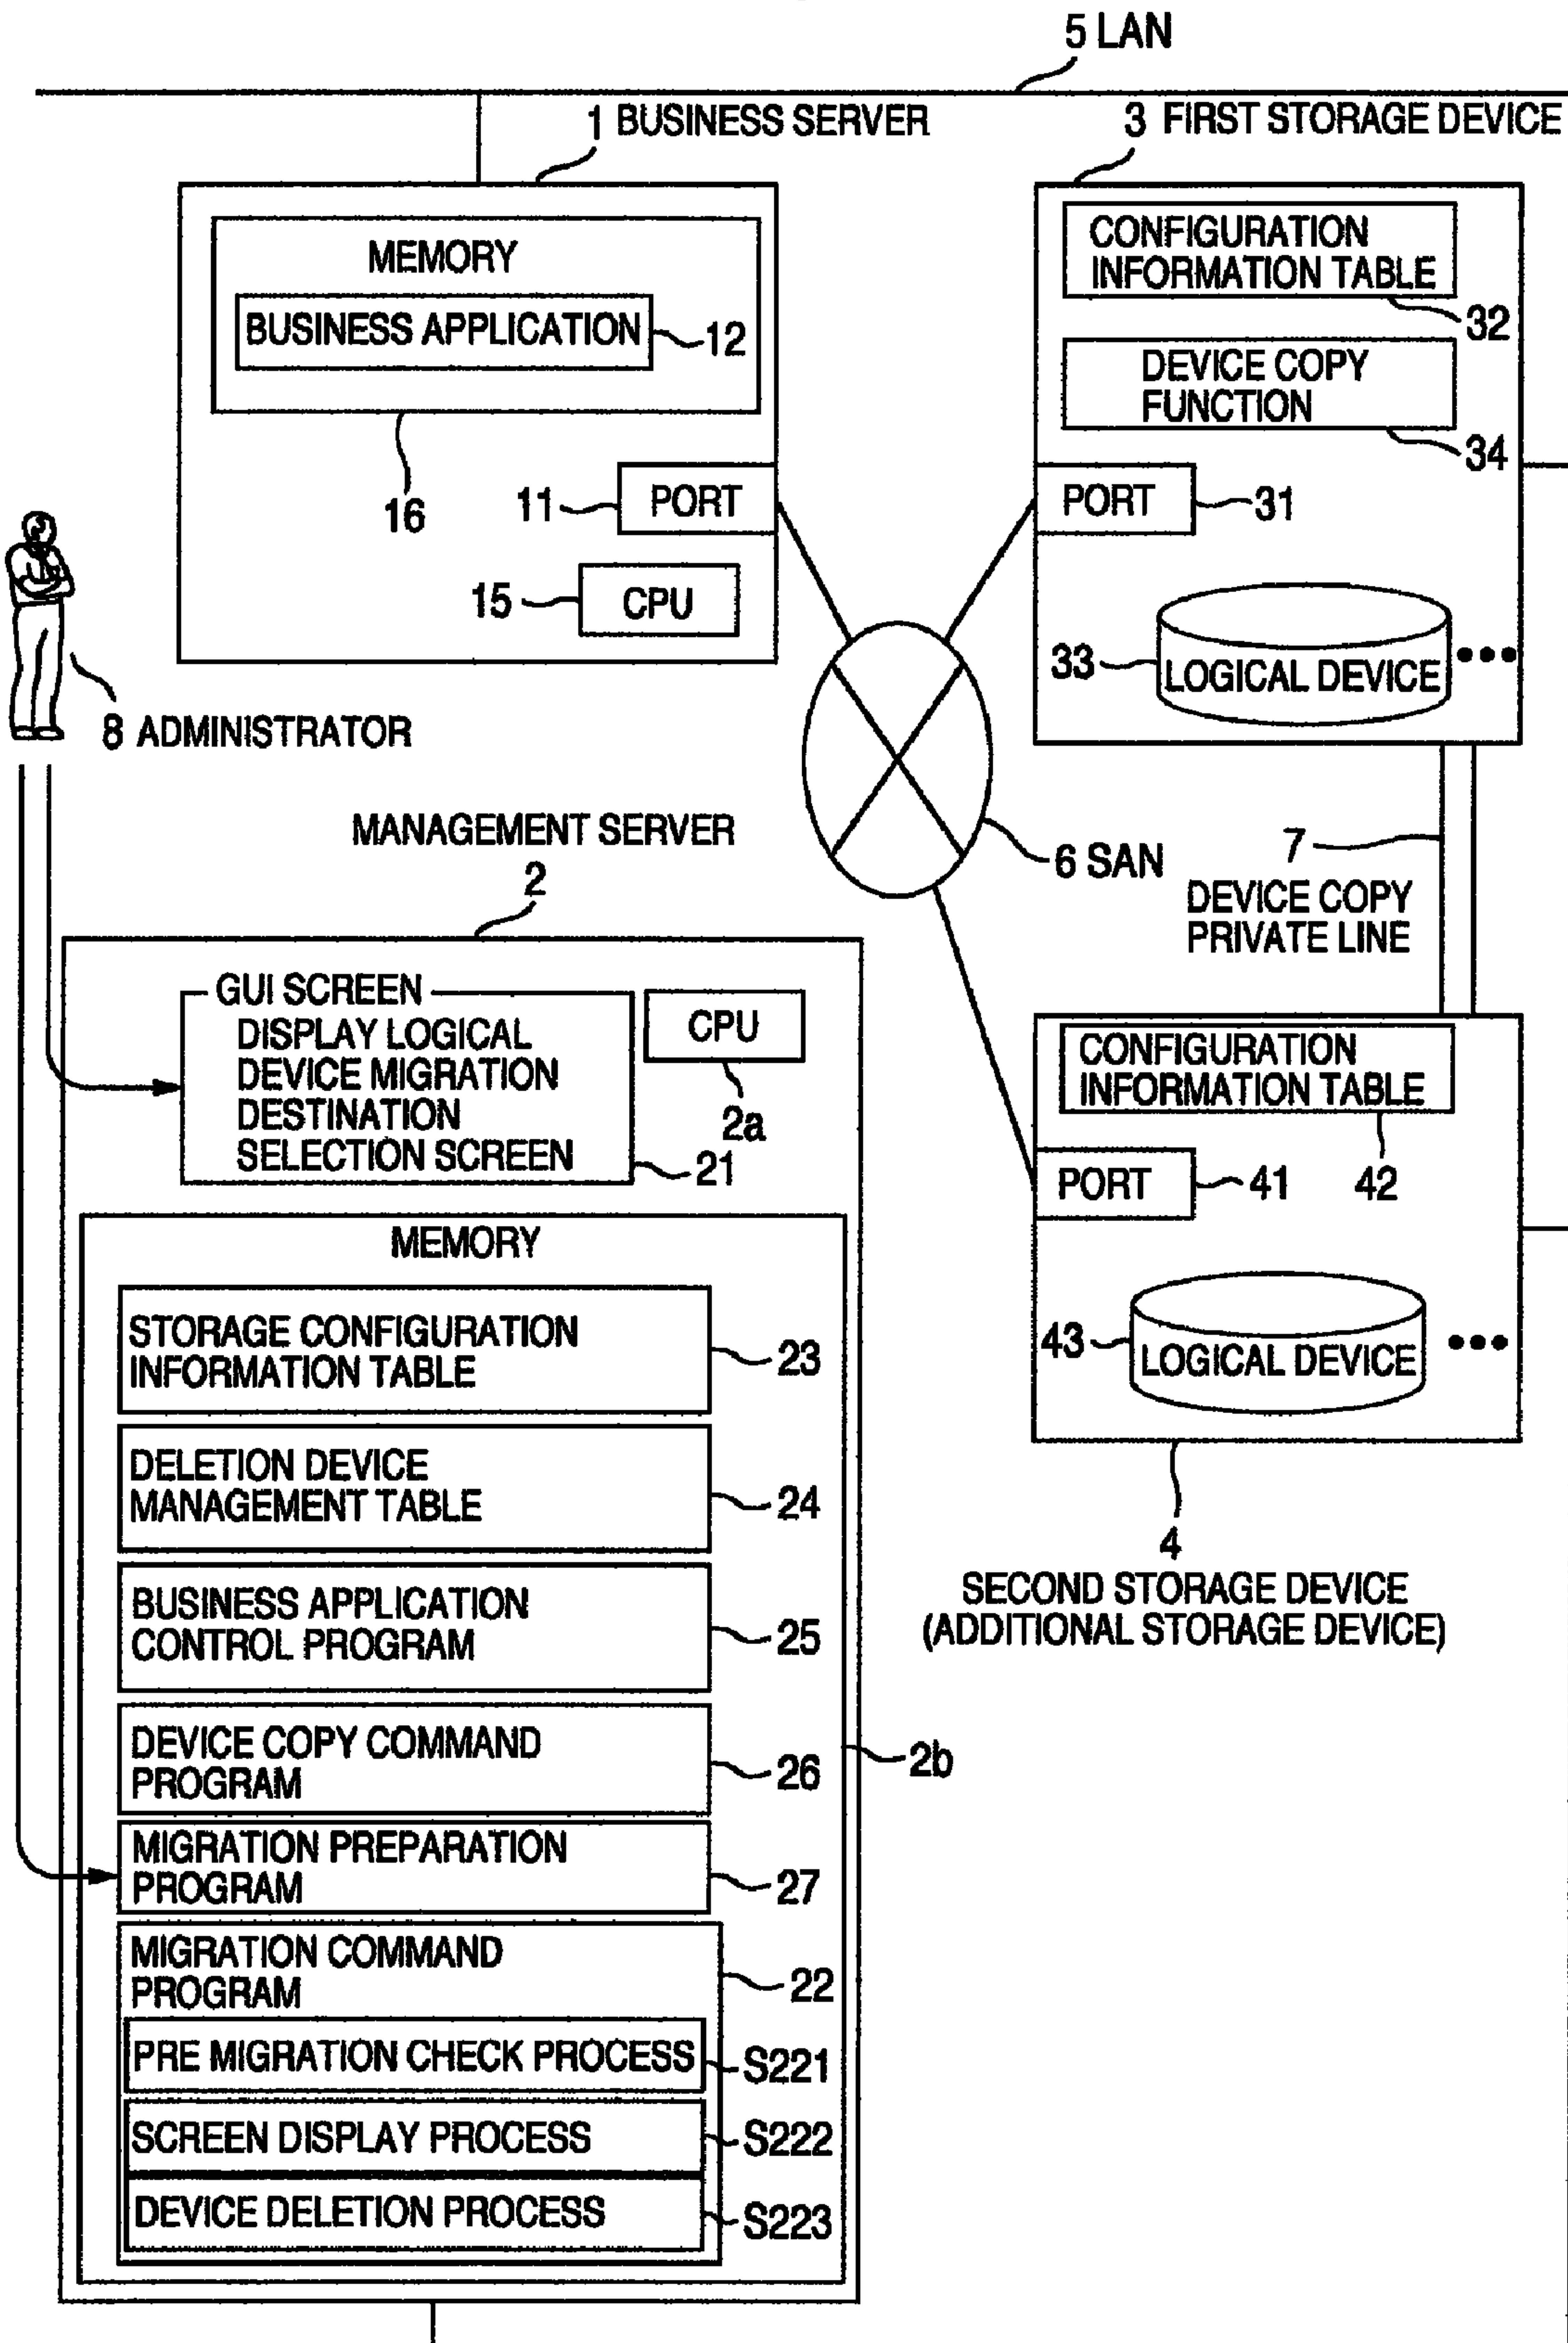 5 LAN
1 BUSINESS SERVER
3 FIRST STORAGE DEVICE
MEMORY
BUSINESS APPLICATION
12
16
11
PORT
15
CPU
CONFIGURATION
INFORMATION TABLE
32
DEVICE COPY
FUNCTION
34
PORT
31
33
LOGICAL DEVICE
8 ADMINISTRATOR
6 SAN
7
DEVICE COPY
PRIVATE LINE
MANAGEMENT SERVER
2
GUI SCREEN
DISPLAY LOGICAL
DEVICE MIGRATION
DESTINATION
SELECTION SCREEN
21
CPU
2a
CONFIGURATION
INFORMATION TABLE
42
PORT
41
43
LOGICAL DEVICE
4
SECOND STORAGE DEVICE
(ADDITIONAL STORAGE DEVICE)
MEMORY
STORAGE CONFIGURATION
INFORMATION TABLE
23
DELETION DEVICE
MANAGEMENT TABLE
24
BUSINESS APPLICATION
CONTROL PROGRAM
25
DEVICE COPY COMMAND
PROGRAM
26
2b
MIGRATION PREPARATION
PROGRAM
27
MIGRATION COMMAND
PROGRAM
22
PRE MIGRATION CHECK PROCESS
S221
SCREEN DISPLAY PROCESS
S222
DEVICE DELETION PROCESS
S223